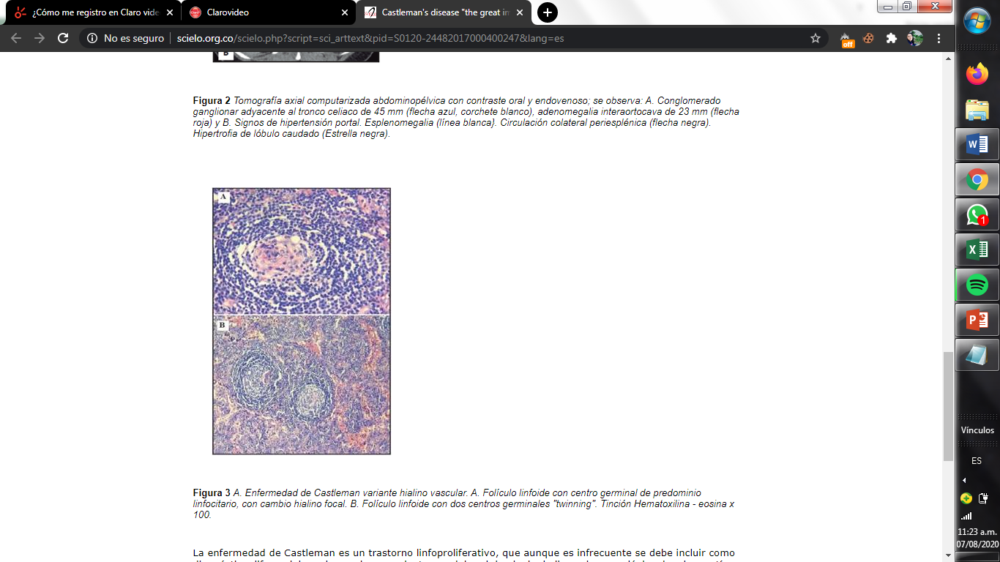 ¿Cómo me registro en Claro vide
Clarovideo
Castleman's disease "the great in
No es seguro
scielo.org.co/scielo.php?script=sci_arttext&pid=S0120-24482017000400247&lang=es
off
B
Figura 2 Tomografía axial computarizada abdominopélvica con contraste oral y endovenoso; se observa: A. Conglomerado
ganglionar adyacente al tronco celiaco de 45 mm (flecha azul, corchete blanco), adenomegalia interaortocava de 23 mm (flecha
roja) y B. Signos de hipertensión portal. Esplenomegalia (línea blanca}. Circulación colateral periesplénica (flecha negra).
Hipertrofia de lóbulo caudado (Estrella negra).
A
B
Figura 3 A. Enfermedad de Castleman variante hialino vascular. A. Folículo linfoide con centro germinal de predominio
linfocitario, con cambio hialino focal. B. Folículo linfoide con dos centros germinales "twinning". Tinción Hematoxilina - eosina x
100.
La enfermedad de Castleman es un trastorno linfoproliferativo, que aunque es infrecuente se debe incluir como
1
Vínculos
ES
11:23 a.m.
07/08/2020